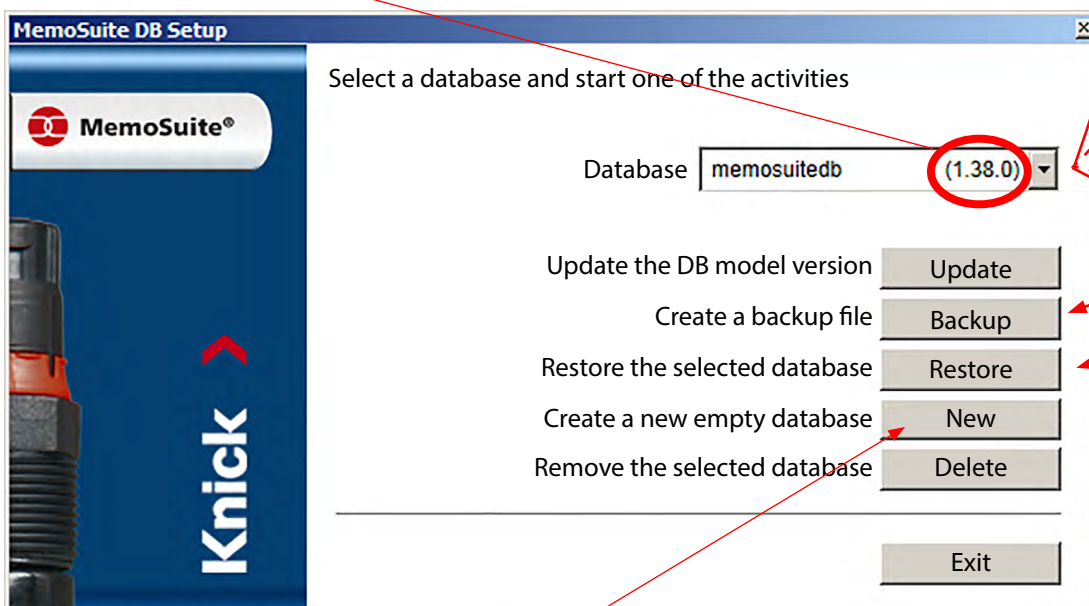 MemoSuite DB Setup
Select a database and start one of the activities
MemoSuite®
Database memosuitedb (1.38.0)
Update the DB model version Update
Create a backup file Backup
Restore the selected database Restore
Create a new empty database New
Remove the selected database Delete
Knick >
Exit